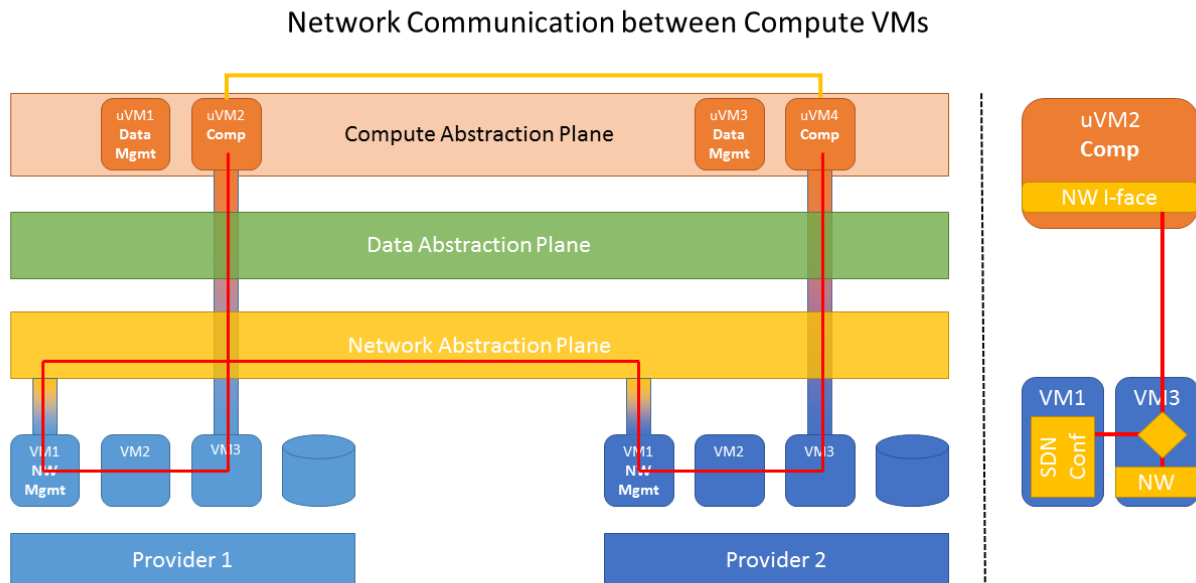 Network Communication between Compute VMs
uVM1
Data
Mgmt
uVM2
Comp
Compute Abstraction Plane
uVM3
Data
Mgmt
uVM4
Comp
Data Abstraction Plane
Network Abstraction Plane
VM1
NW
Mgmt
VM2
VM3
VM1
NW
Mgmt
VM2
VM3
Provider 1
Provider 2
uVM2
Comp
NW I-face
VM1
SDN
Conf
VM3
NW